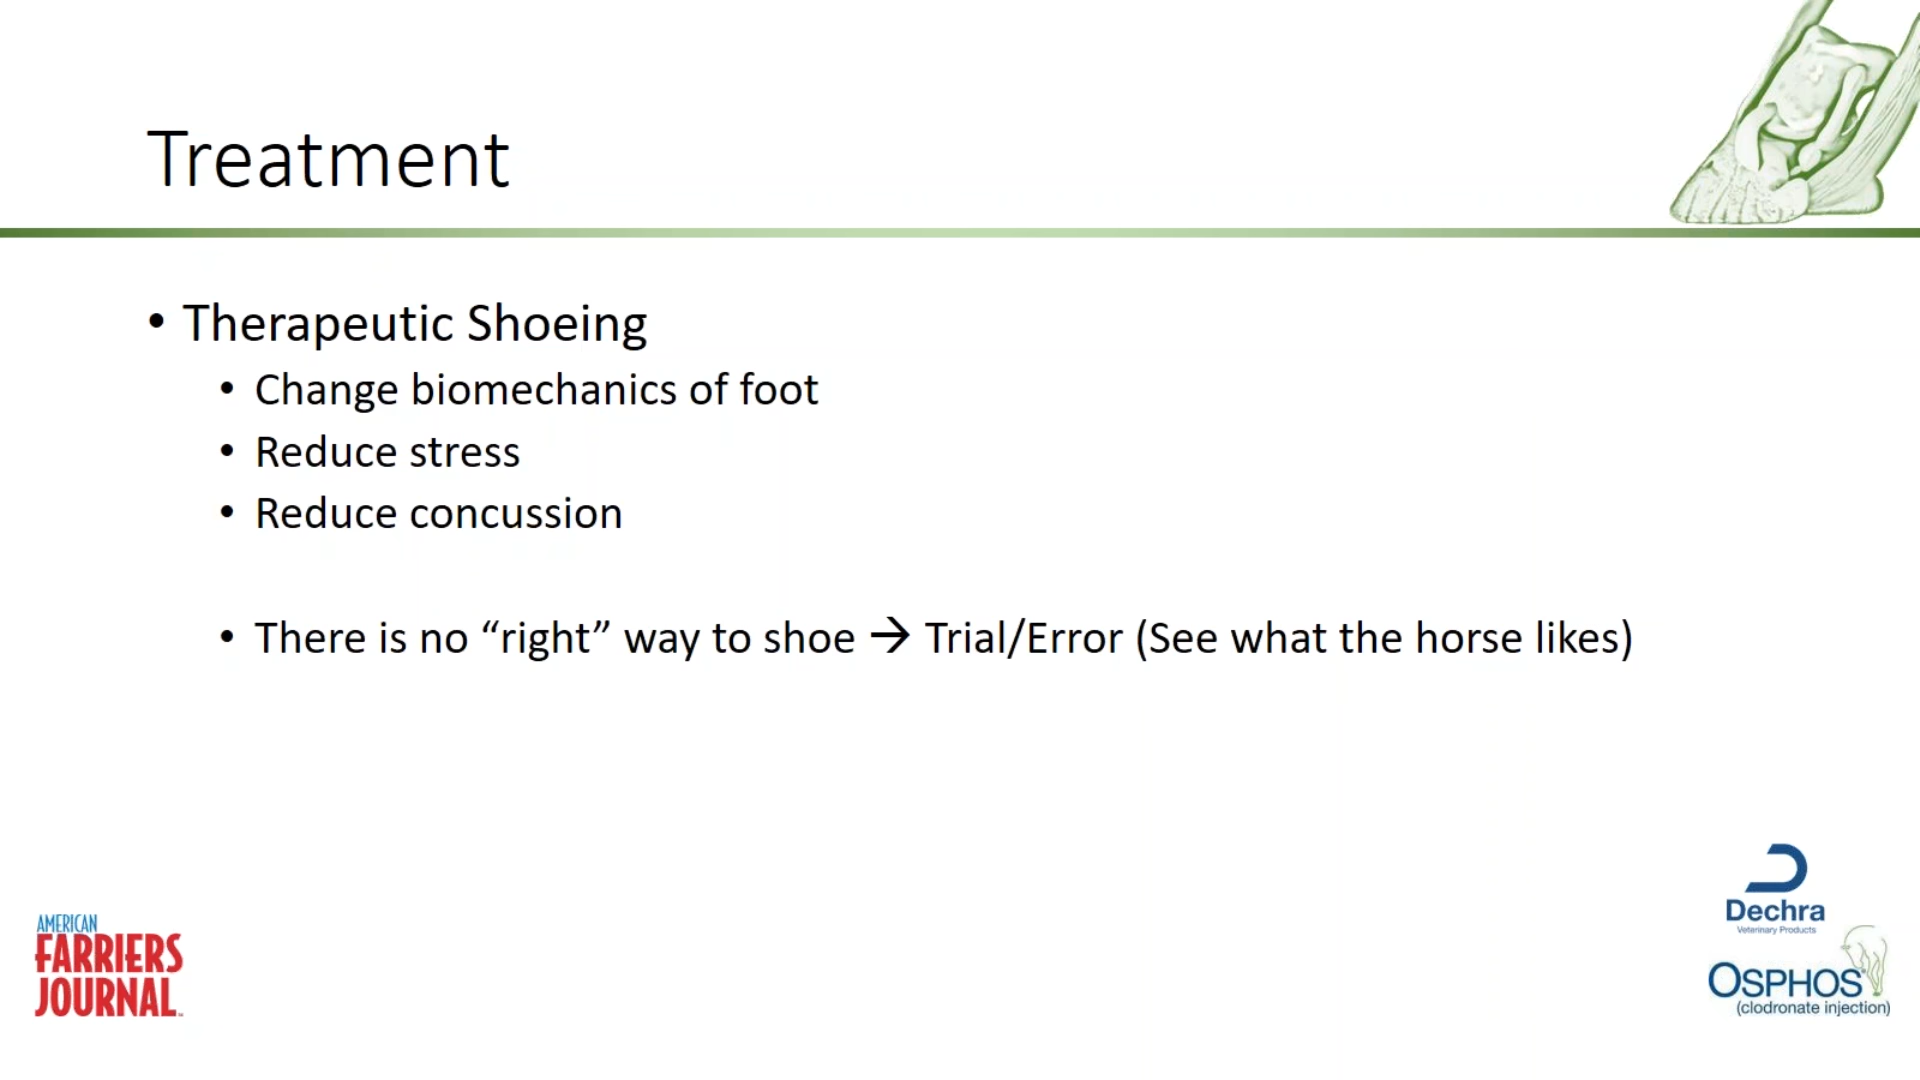 Treatment
• Therapeutic Shoeing
• Change biomechanics of foot
• Reduce stress
• Reduce concussion
• There is no “right” way to shoe → Trial/Error (See what the horse likes)
AMERICAN
FARRIERS
JOURNAL
Dechra
Veterinary Products
OSPHOS
(clodronate injection)